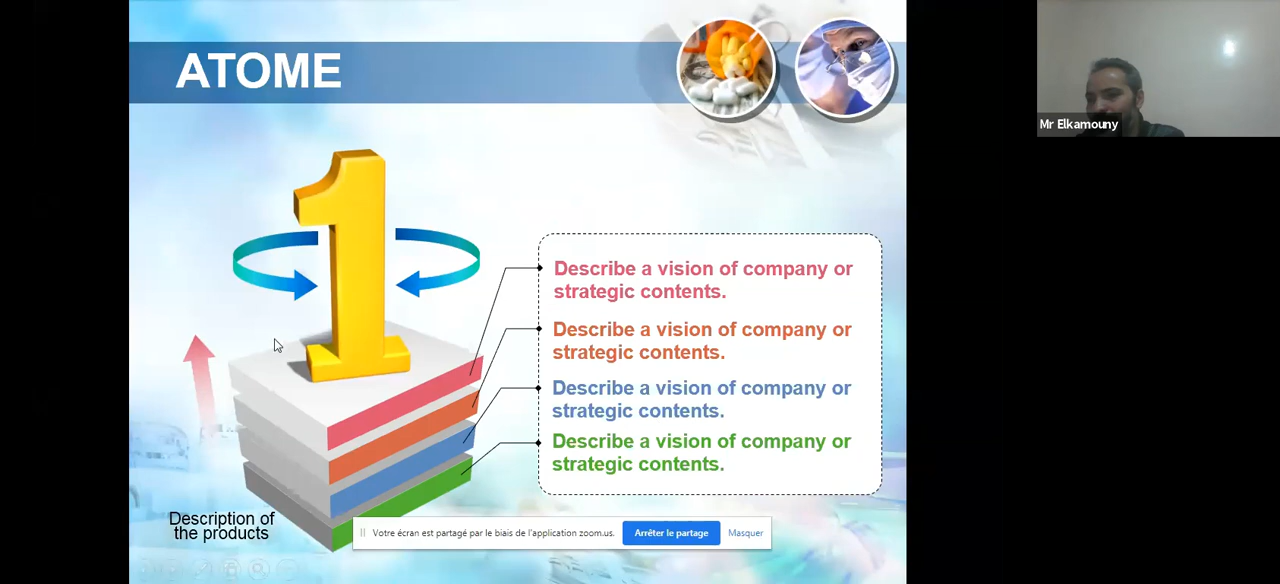 ATOME
Mr Elkamouny
1
Describe a vision of company or
strategic contents.
Describe a vision of company or
strategic contents.
Describe a vision of company or
strategic contents.
Describe a vision of company or
strategic contents.
Description of
the products
Votre écran est partagé par le biais de l'application zoom.us.
Arrêter le partage
Masquer